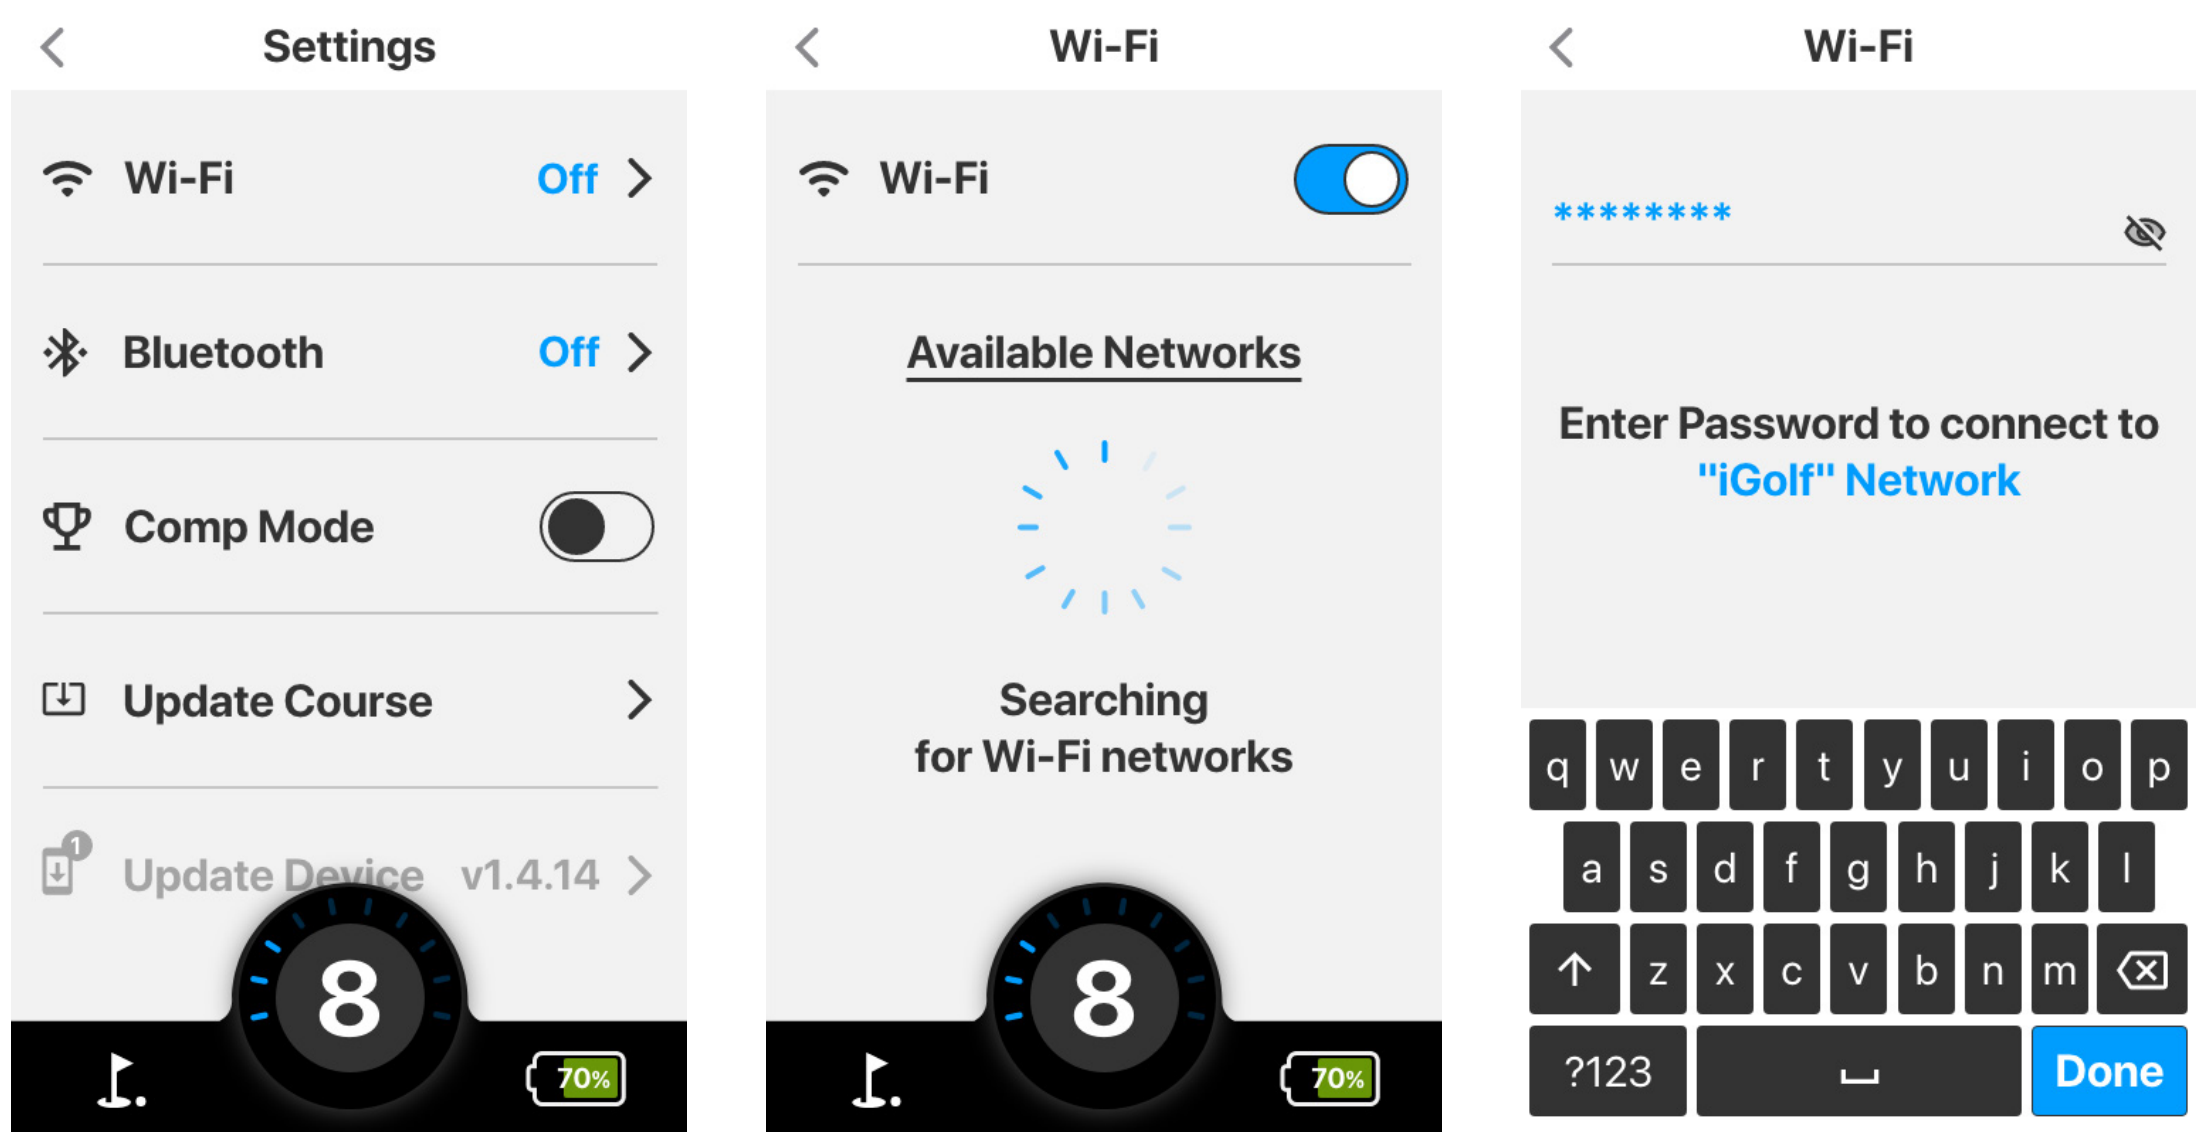 Settings
Wi-Fi Off
Bluetooth Off
Comp Mode
Update Course
1
Update Device v1.4.14
8
70%
Wi-Fi
Wi-Fi
Available Networks
Searching
for Wi-Fi networks
8
70%
Wi-Fi
********
Enter Password to connect to
"iGolf" Network
q w e r t y u i o p
a s d f g h j k l
z x c v b n m
?123 Done